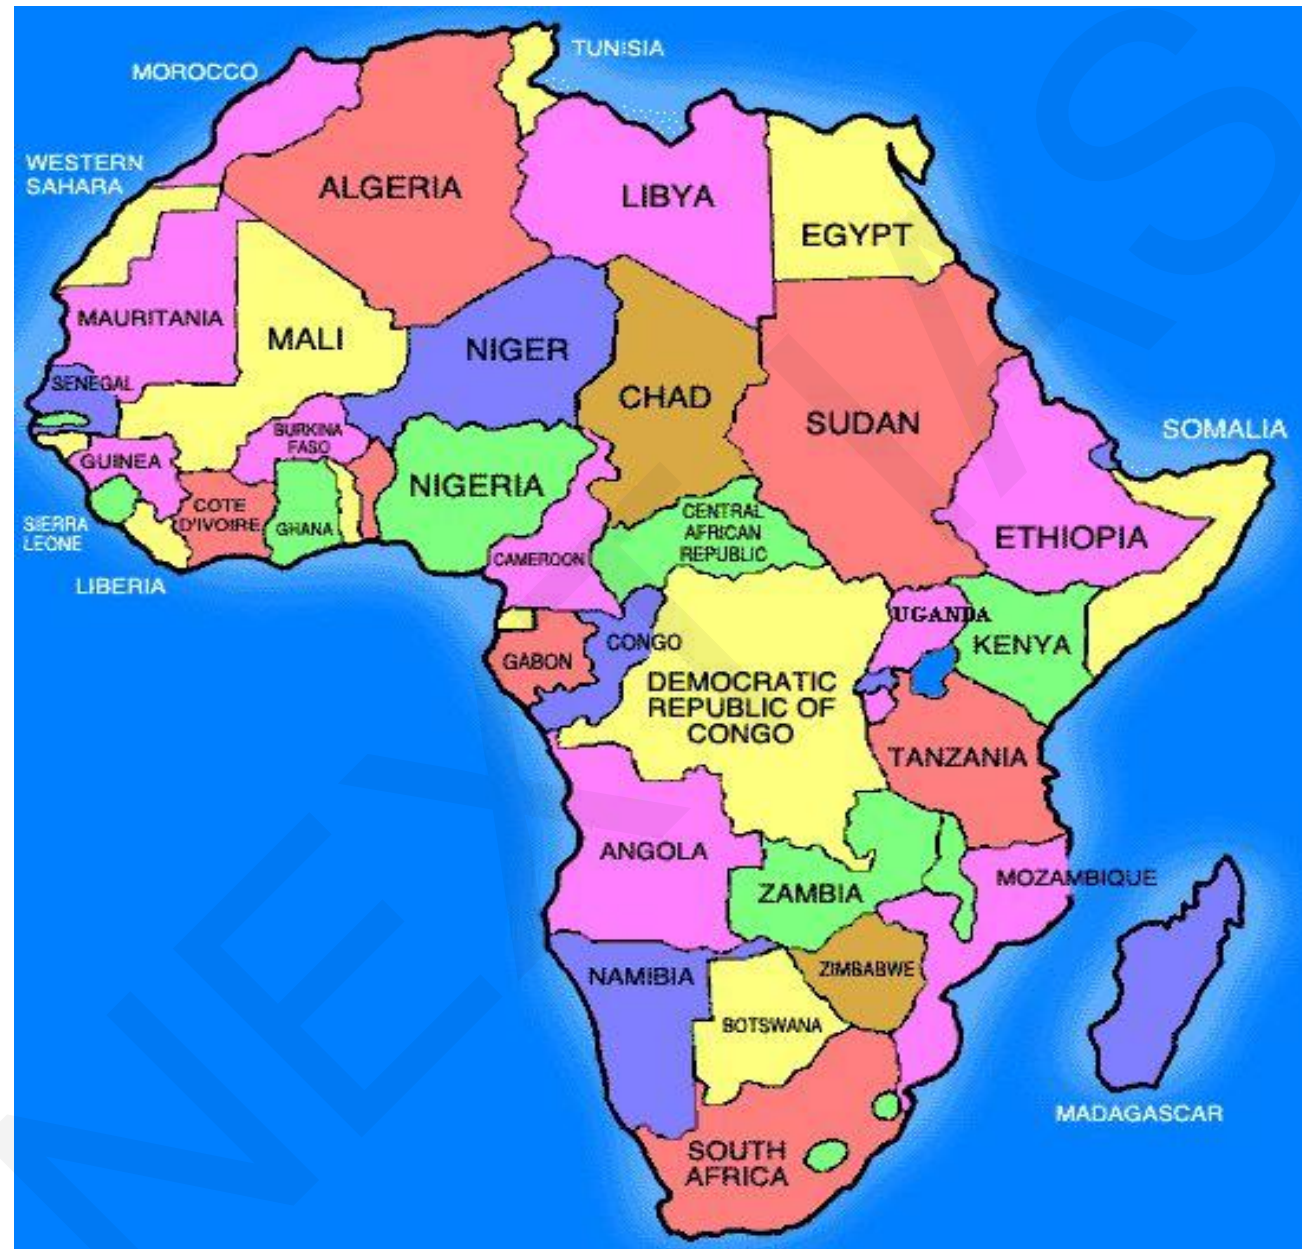 TUNISIA
MOROCCO
WESTERN
SAHARA
ALGERIA
LIBYA
EGYPT
MAURITANIA
MALI
NIGER
CHAD
SUDAN
SENEGAL
BURKINA
FASO
GUINEA
NIGERIA
SOMALIA
SIERRA
LEONE
COTE
D'IVOIRE
GHANA
LIBERIA
CENTRAL
AFRICAN
REPUBLIC
CAMEROON
ETHIOPIA
UGANDA
KENYA
CONGO
GABON
DEMOCRATIC
REPUBLIC OF
CONGO
TANZANIA
ANGOLA
ZAMBIA
MOZAMBIQUE
NAMIBIA
ZIMBABWE
BOTSWANA
MADAGASCAR
SOUTH
AFRICA
NEXT IAS